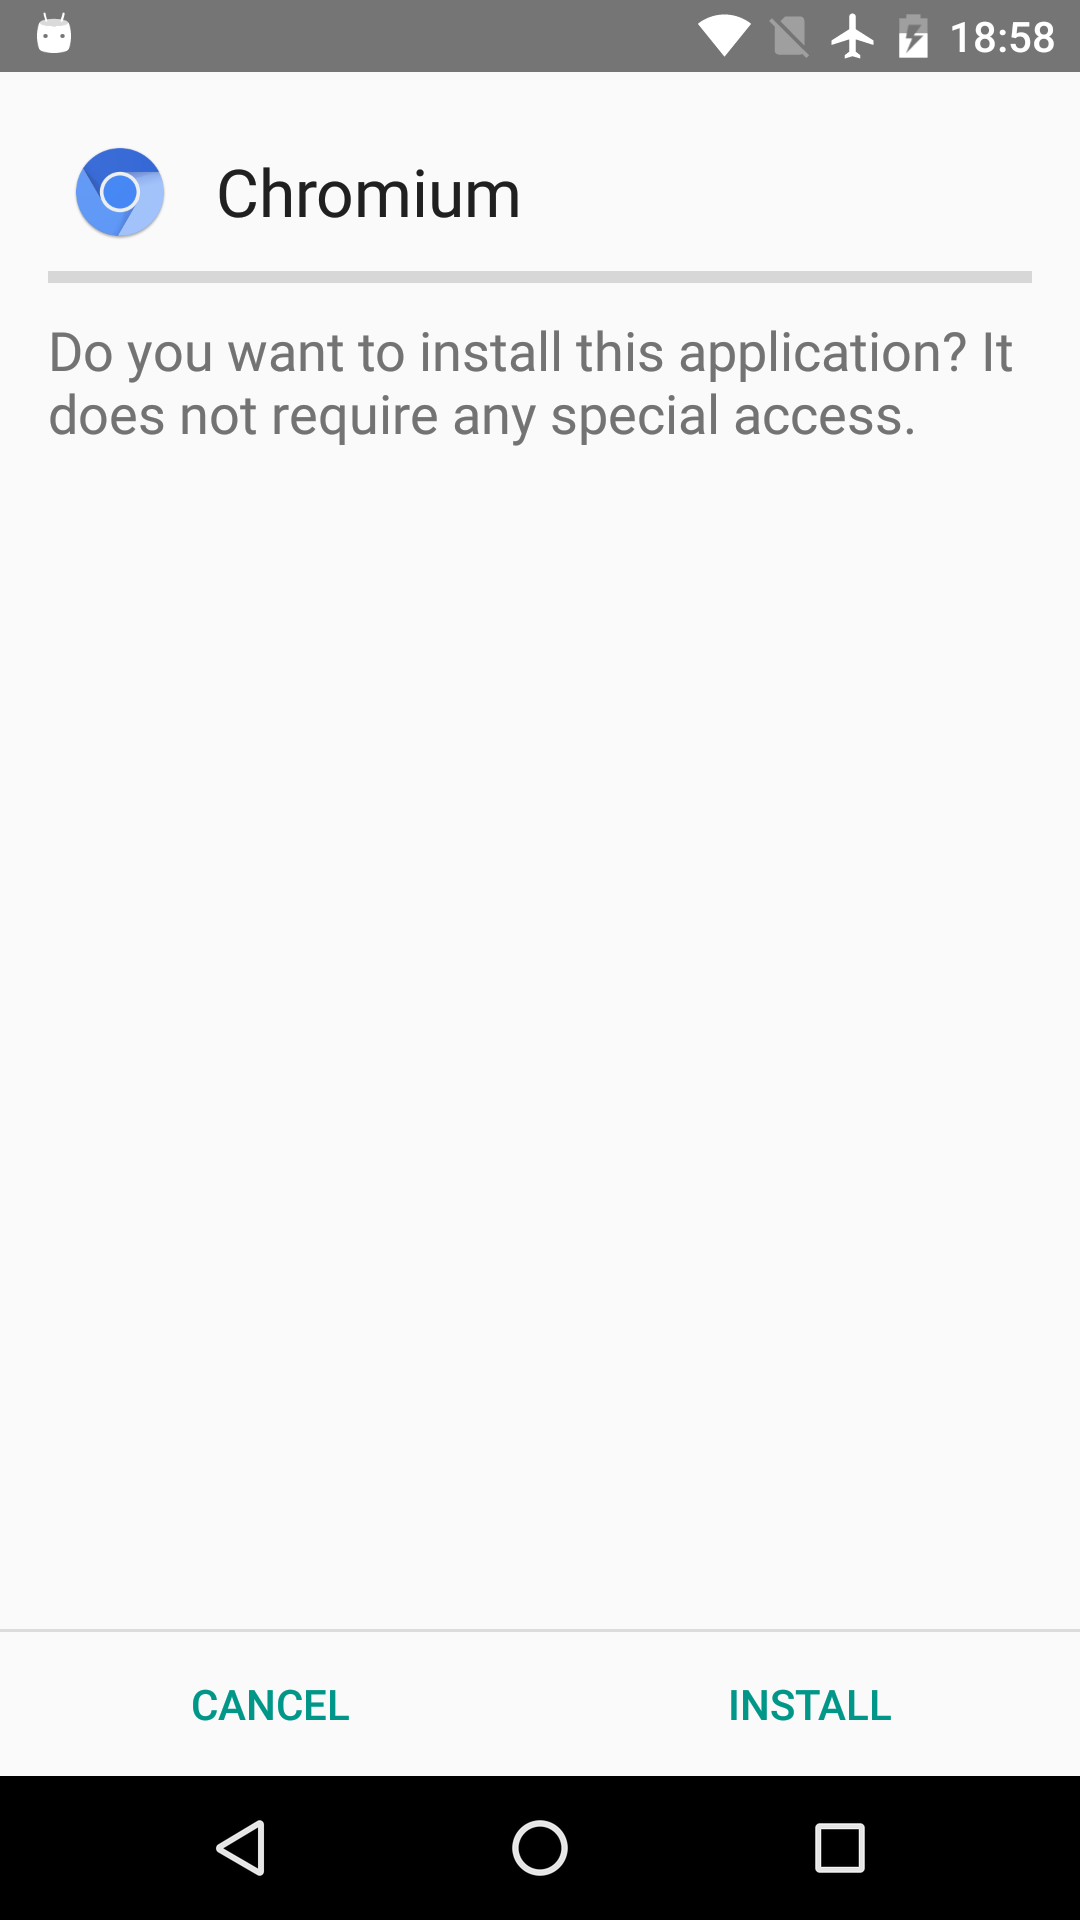 18:58
Chromium
Do you want to install this application? It
does not require any special access.
CANCEL
INSTALL